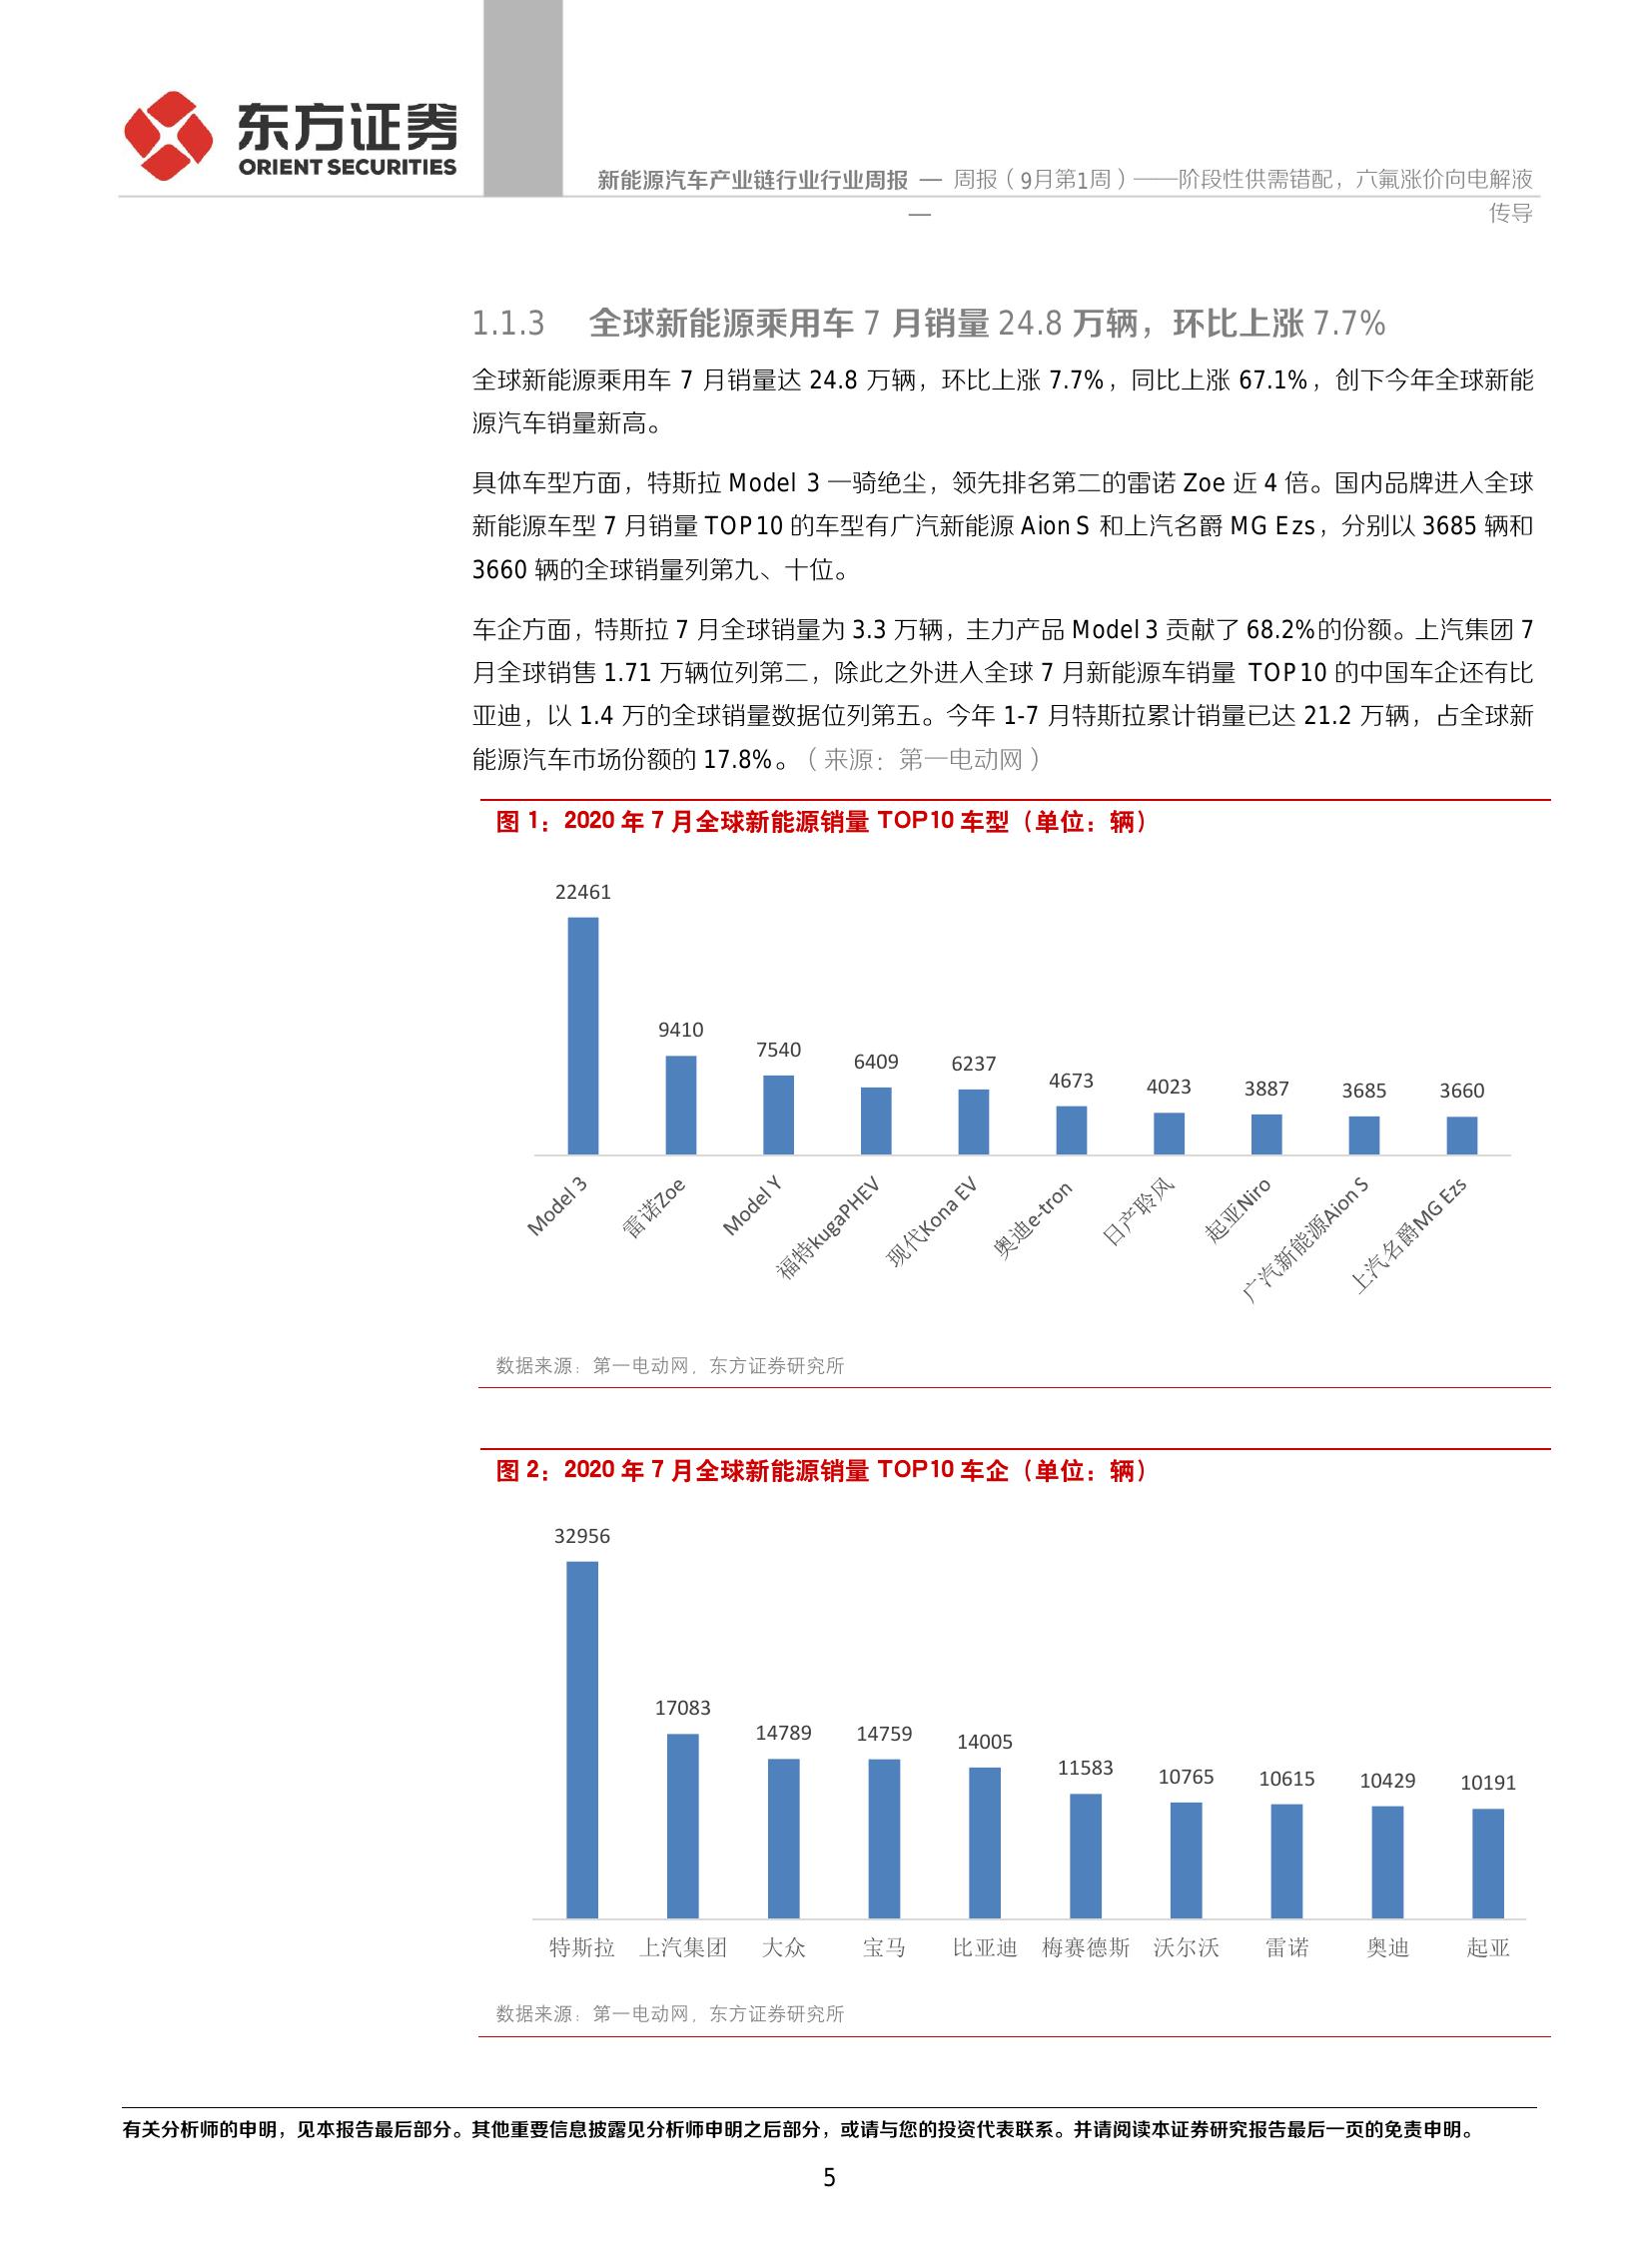 东方证券
ORIENT SECURITIES
新能源汽车产业链行业行业周报 — 周报（9月第1周）——阶段性供需错配，六氟涨价向电解液
— 传导
1.1.3 全球新能源乘用车 7 月销量 24.8 万辆，环比上涨 7.7%
全球新能源乘用车 7 月销量达 24.8 万辆，环比上涨 7.7%，同比上涨 67.1%，创下今年全球新能
源汽车销量新高。
具体车型方面，特斯拉 Model 3 一骑绝尘，领先排名第二的雷诺 Zoe 近 4 倍。国内品牌进入全球
新能源车型 7 月销量 TOP10 的车型有广汽新能源 Aion S 和上汽名爵 MG Ezs，分别以 3685 辆和
3660 辆的全球销量列第九、十位。
车企方面，特斯拉 7 月全球销量为 3.3 万辆，主力产品 Model 3 贡献了 68.2%的份额。上汽集团 7
月全球销售 1.71 万辆位列第二，除此之外进入全球 7 月新能源车销量 TOP10 的中国车企还有比
亚迪，以 1.4 万的全球销量数据位列第五。今年 1-7 月特斯拉累计销量已达 21.2 万辆，占全球新
能源汽车市场份额的 17.8%。（来源：第一电动网）
图 1：2020 年 7 月全球新能源销量 TOP10 车型（单位：辆）
22461
9410
7540
6409
6237
4673
4023
3887
3685
3660
Model 3
雷诺Zoe
Model Y
福特kugaPHEV
现代Kona EV
奥迪e-tron
日产聆风
起亚Niro
广汽新能源Aion S
上汽名爵MG Ezs
数据来源：第一电动网，东方证券研究所
图 2：2020 年 7 月全球新能源销量 TOP10 车企（单位：辆）
32956
17083
14789
14759
14005
11583
10765
10615
10429
10191
特斯拉 上汽集团 大众 宝马 比亚迪 梅赛德斯 沃尔沃 雷诺 奥迪 起亚
数据来源：第一电动网，东方证券研究所
有关分析师的申明，见本报告最后部分。其他重要信息披露见分析师申明之后部分，或请与您的投资代表联系。并请阅读本证券研究报告最后一页的免责申明。
5